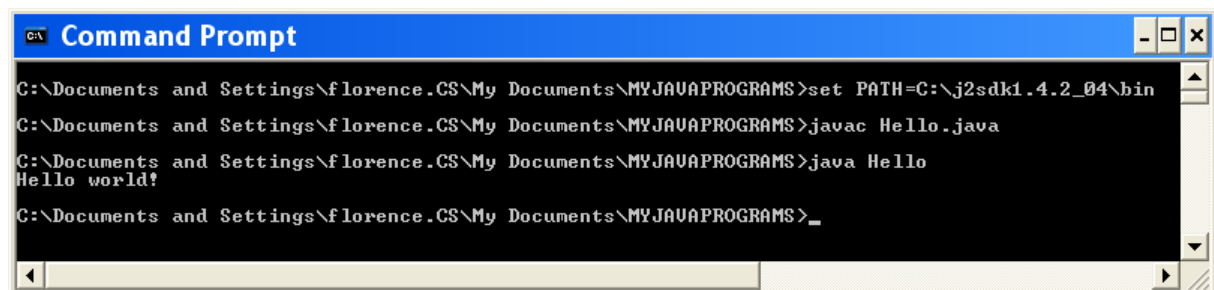 Command Prompt
C:\Documents and Settings\florence.CS\My Documents\MYJAVAPROGRAMS>set PATH=C:\j2sdk1.4.2_04\bin
C:\Documents and Settings\florence.CS\My Documents\MYJAVAPROGRAMS>javac Hello.java
C:\Documents and Settings\florence.CS\My Documents\MYJAVAPROGRAMS>java Hello
Hello world!
C:\Documents and Settings\florence.CS\My Documents\MYJAVAPROGRAMS>_